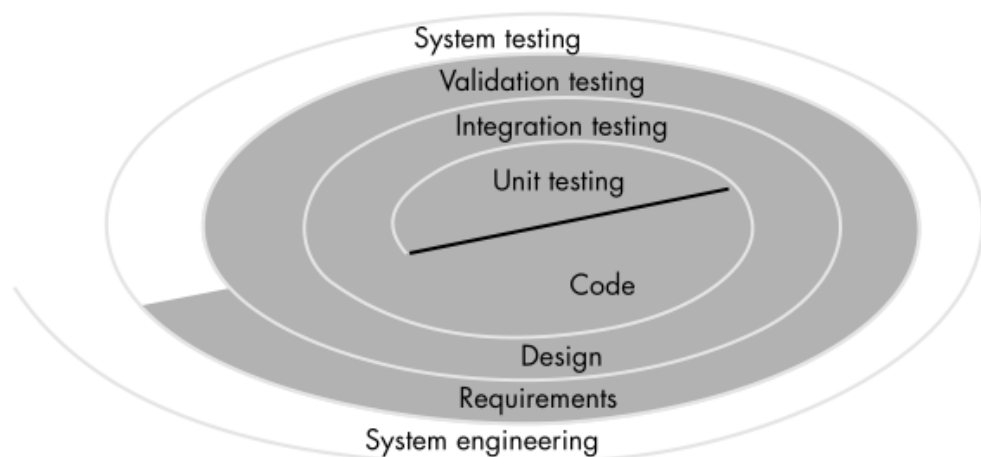 System testing
Validation testing
Integration testing
Unit testing
Code
Design
Requirements
System engineering